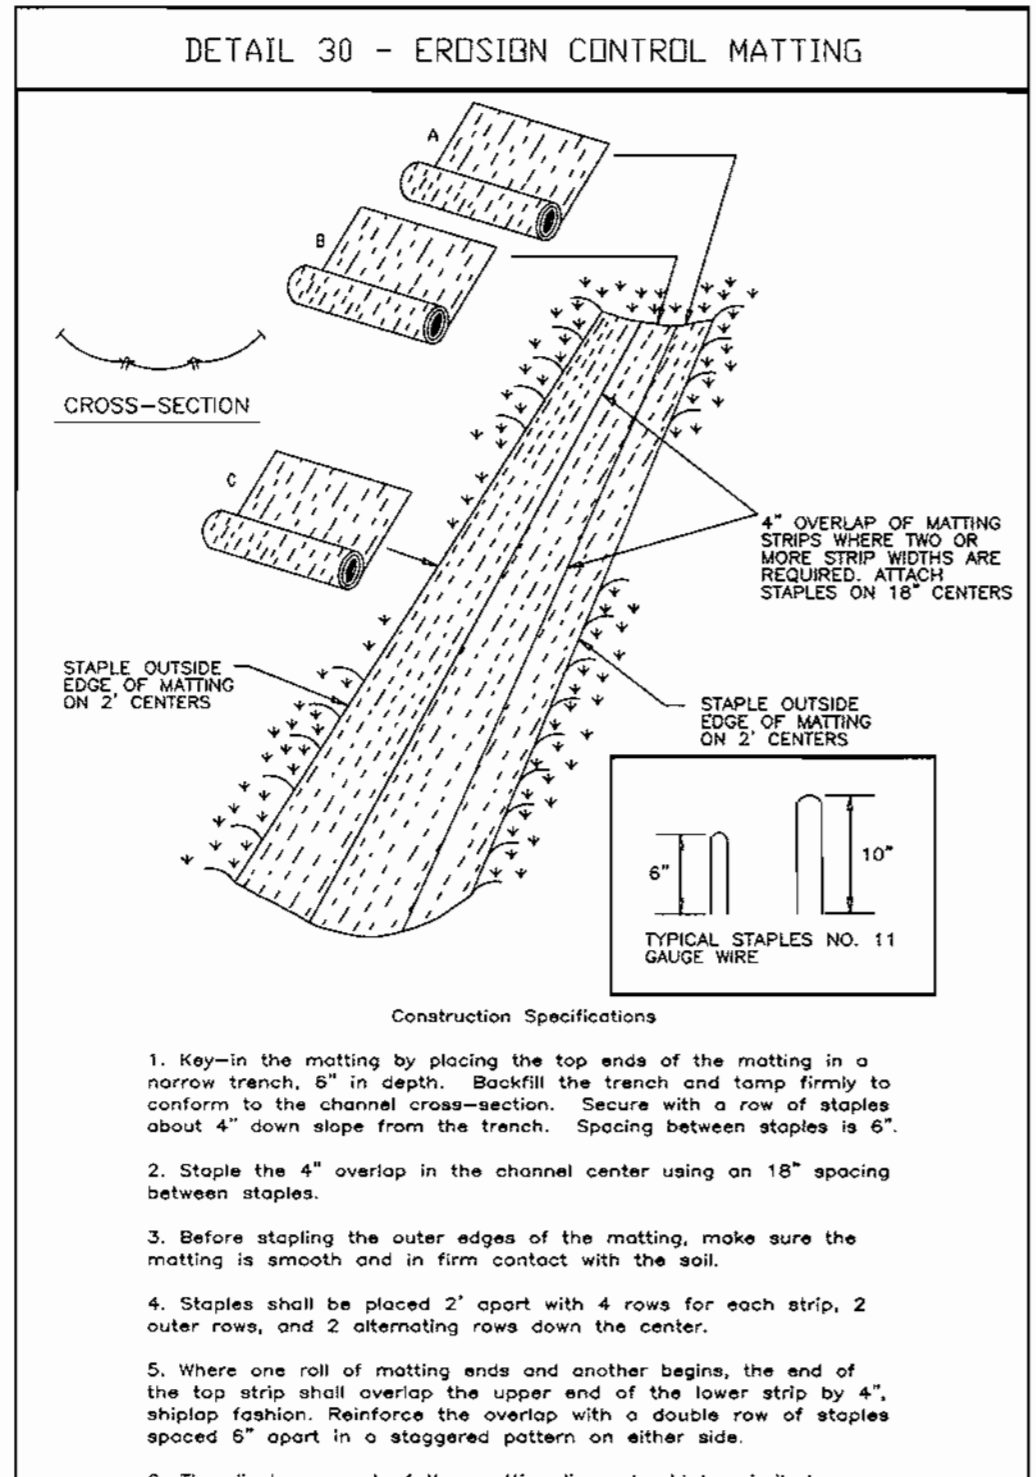 DETAIL 30 - EROSION CONTROL MATTING
A
B
CROSS-SECTION
C
4" OVERLAP OF MATTING
STRIPS WHERE TWO OR
MORE STRIP WIDTHS ARE
REQUIRED. ATTACH
STAPLES ON 18" CENTERS
STAPLE OUTSIDE
EDGE OF MATTING
ON 2' CENTERS
STAPLE OUTSIDE
EDGE OF MATTING
ON 2' CENTERS
6"
10"
TYPICAL STAPLES NO. 11
GAUGE WIRE
Construction Specifications
1. Key-in the matting by placing the top ends of the matting in a
narrow trench, 6" in depth. Backfill the trench and tamp firmly to
conform to the channel cross-section. Secure with a row of staples
about 4" down slope from the trench. Spacing between staples is 6".
2. Staple the 4" overlap in the channel center using an 18" spacing
between staples.
3. Before stapling the outer edges of the matting, make sure the
matting is smooth and in firm contact with the soil.
4. Staples shall be placed 2' apart with 4 rows for each strip, 2
outer rows, and 2 alternating rows down the center.
5. Where one roll of matting ends and another begins, the end of
the top strip shall overlap the upper end of the lower strip by 4",
shiplap fashion. Reinforce the overlap with a double row of staples
spaced 6" apart in a staggered pattern on either side.